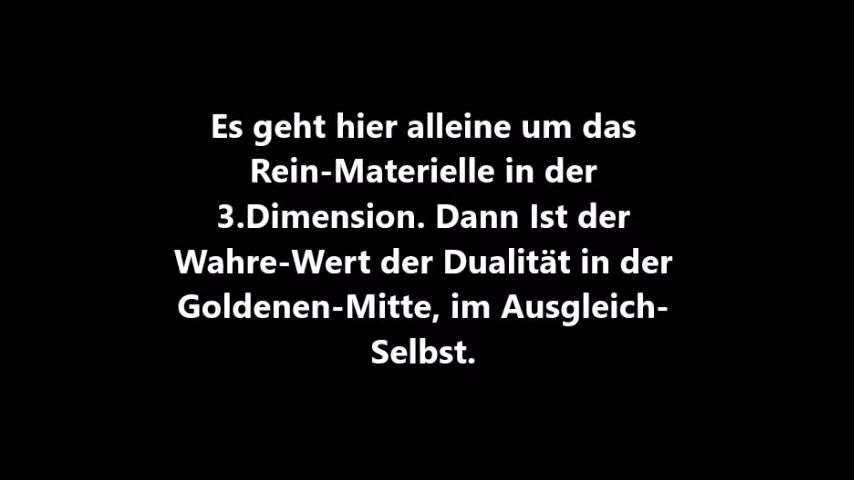 Es geht hier alleine um das
Rein-Materielle in der
3.Dimension. Dann Ist der
Wahre-Wert der Dualität in der
Goldenen-Mitte, im Ausgleich-
Selbst.